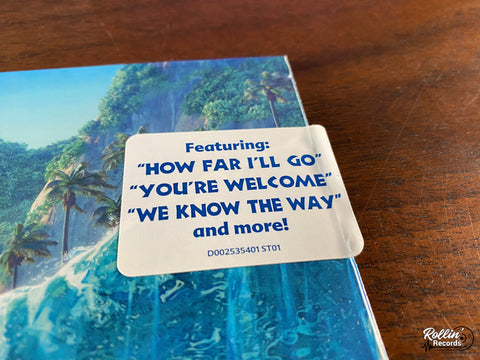 Featuring:
"HOW FAR I'LL GO"
"YOU'RE WELCOME"
"WE KNOW THE WAY"
and more!
D002535401 ST01
Rollin'
Records